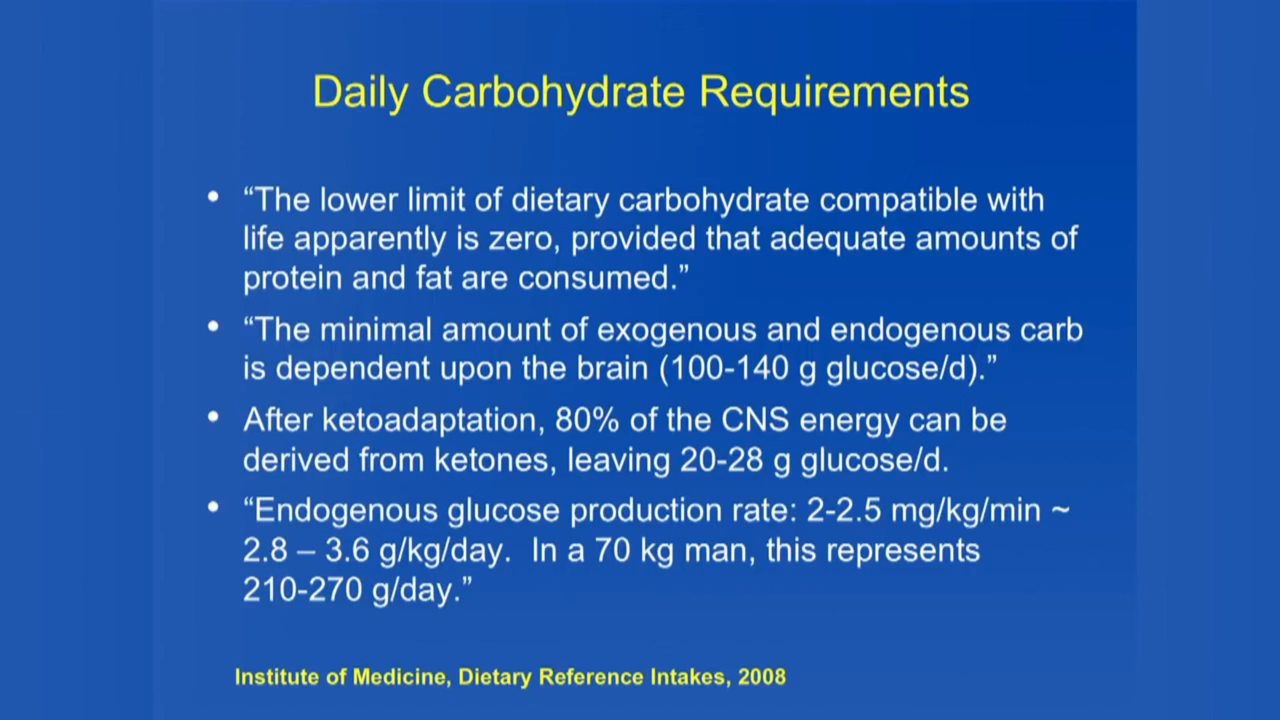 Daily Carbohydrate Requirements
• “The lower limit of dietary carbohydrate compatible with
life apparently is zero, provided that adequate amounts of
protein and fat are consumed.”
• “The minimal amount of exogenous and endogenous carb
is dependent upon the brain (100-140 g glucose/d).”
• After ketoadaptation, 80% of the CNS energy can be
derived from ketones, leaving 20-28 g glucose/d.
• “Endogenous glucose production rate: 2-2.5 mg/kg/min ~
2.8 – 3.6 g/kg/day.  In a 70 kg man, this represents
210-270 g/day.”
Institute of Medicine, Dietary Reference Intakes, 2008